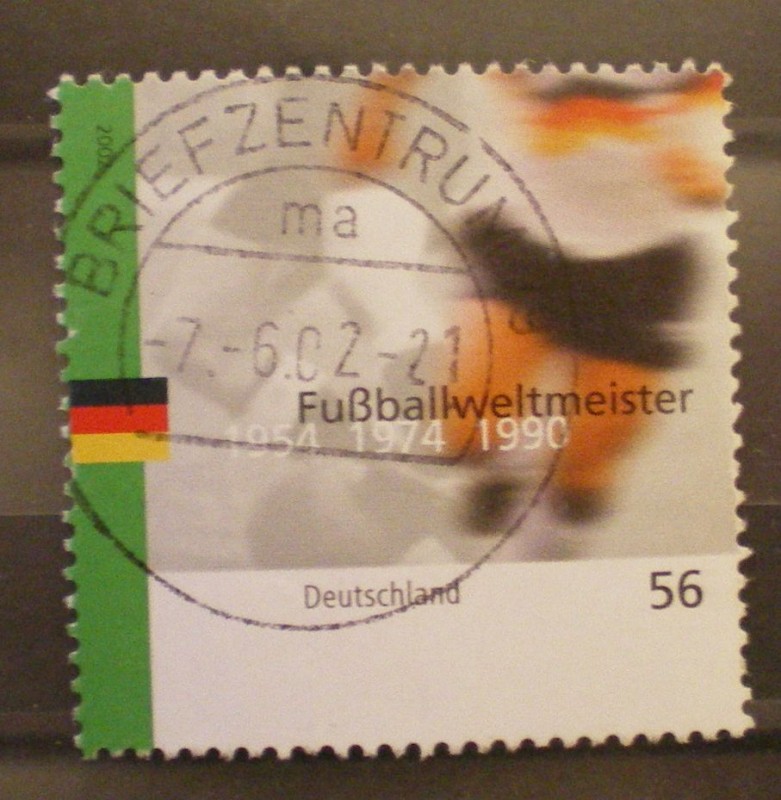 BRIEFZENTRUM
ma
-7.-6.02-21
Fußballweltmeister
1954 1974 1990
Deutschland
56